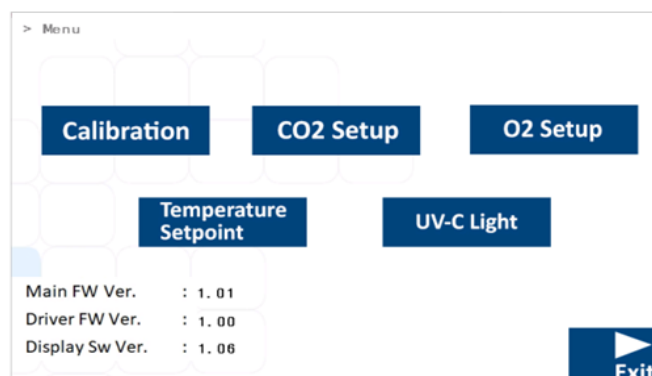 > Menu
Calibration
CO2 Setup
O2 Setup
Temperature
Setpoint
UV-C Light
Main FW Ver. : 1.01
Driver FW Ver. : 1.00
Display Sw Ver. : 1.06
Exit